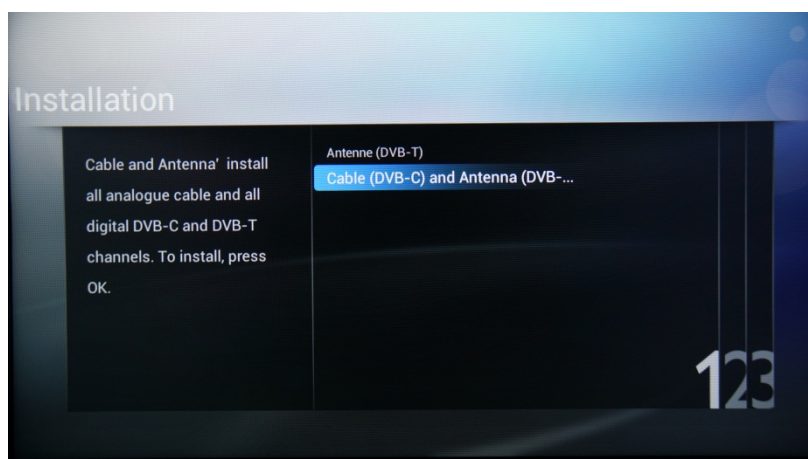 Installation
Cable and Antenna' install
all analogue cable and all
digital DVB-C and DVB-T
channels. To install, press
OK.
Antenne (DVB-T)
Cable (DVB-C) and Antenna (DVB-...
123